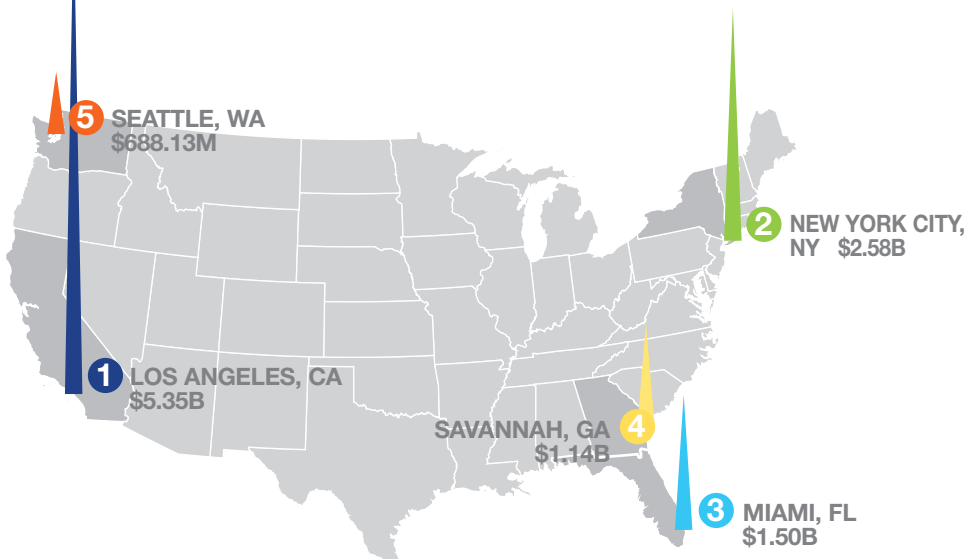 5 SEATTLE, WA
$688.13M
2 NEW YORK CITY,
NY $2.58B
1 LOS ANGELES, CA
$5.35B
SAVANNAH, GA 4
$1.14B
3 MIAMI, FL
$1.50B